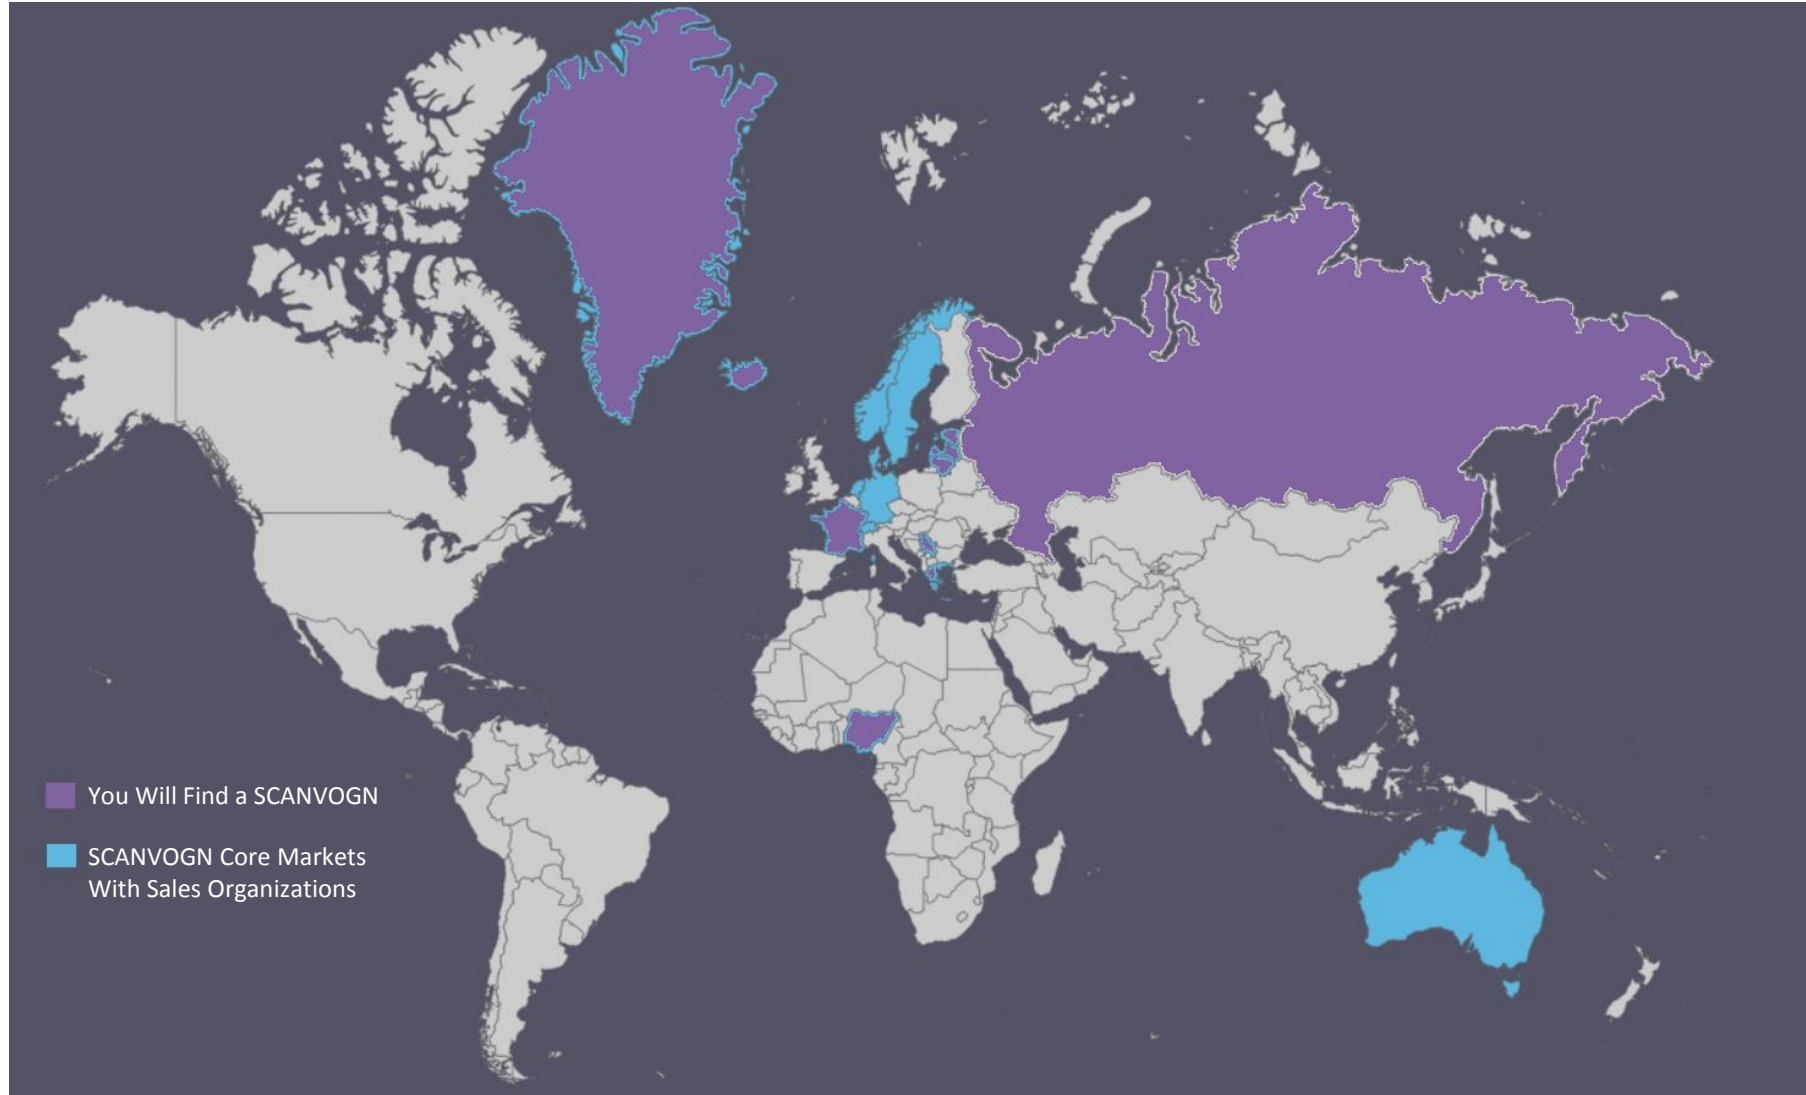 You Will Find a SCANVOGN
SCANVOGN Core Markets
With Sales Organizations